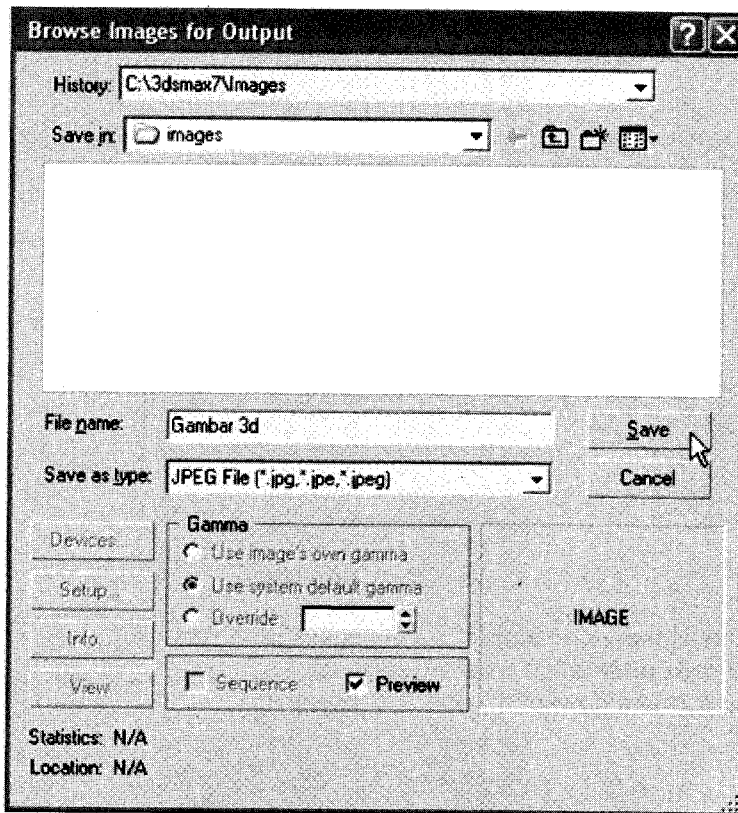 Browse Images for Output
History: C:\3dsmax7\Images
Save in: images
File name: Gambar 3d
Save
Save as type: JPEG File (*.jpg,*.jpe,*.jpeg)
Cancel
Devices...
Gamma
Use image's own gamma
Setup...
Use system default gamma
Override
IMAGE
Info...
View
Sequence
Preview
Statistics: N/A
Location: N/A